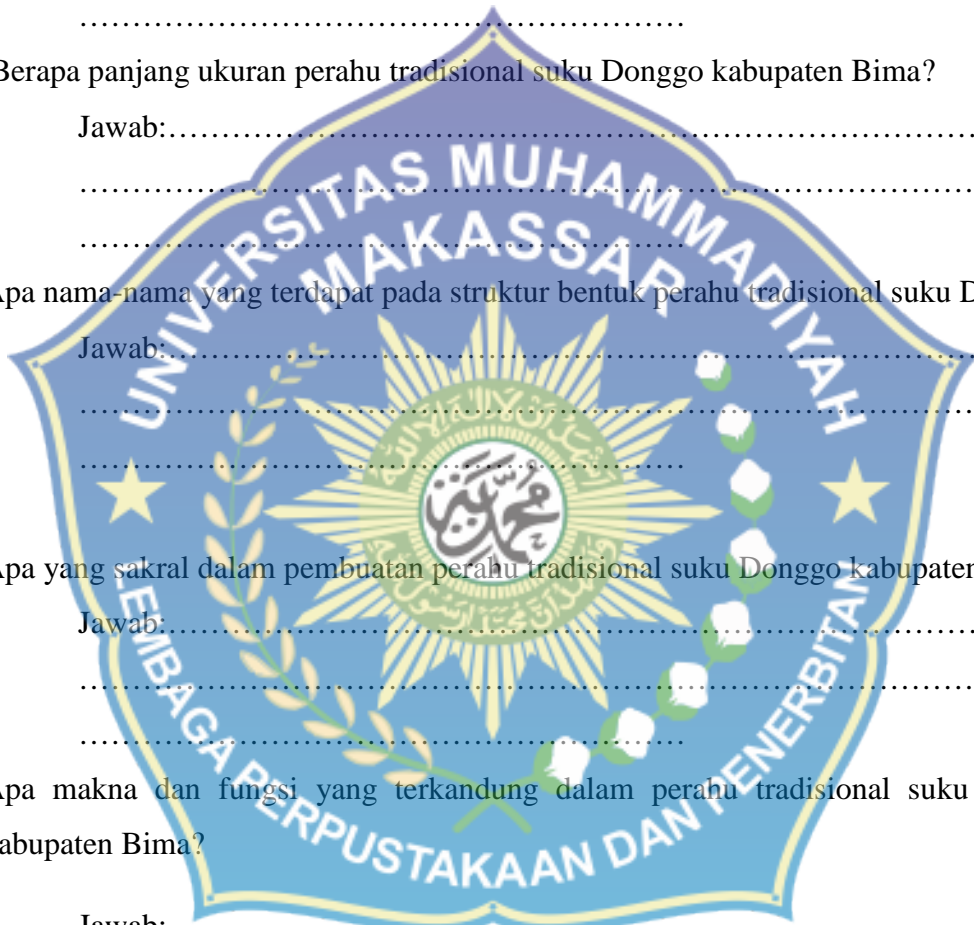 ……………………………………………………………
Berapa panjang ukuran perahu tradisional suku Donggo kabupaten Bima?
Jawab:…………………………………………………………………………
…………………………………………………………………………………
……………………………………………………………
Apa nama-nama yang terdapat pada struktur bentuk perahu tradisional suku D
Jawab:…………………………………………………………………………
…………………………………………………………………………………
……………………………………………………………
Apa yang sakral dalam pembuatan perahu tradisional suku Donggo kabupaten
Jawab:…………………………………………………………………………
…………………………………………………………………………………
……………………………………………………………
Apa makna dan fungsi yang terkandung dalam perahu tradisional suku
kabupaten Bima?
Jawab:
UNIVERSITAS MUHAMMADIYAH
MAKASSAR
محمدية
LEMBAGA PERPUSTAKAAN DAN PENERBITAN